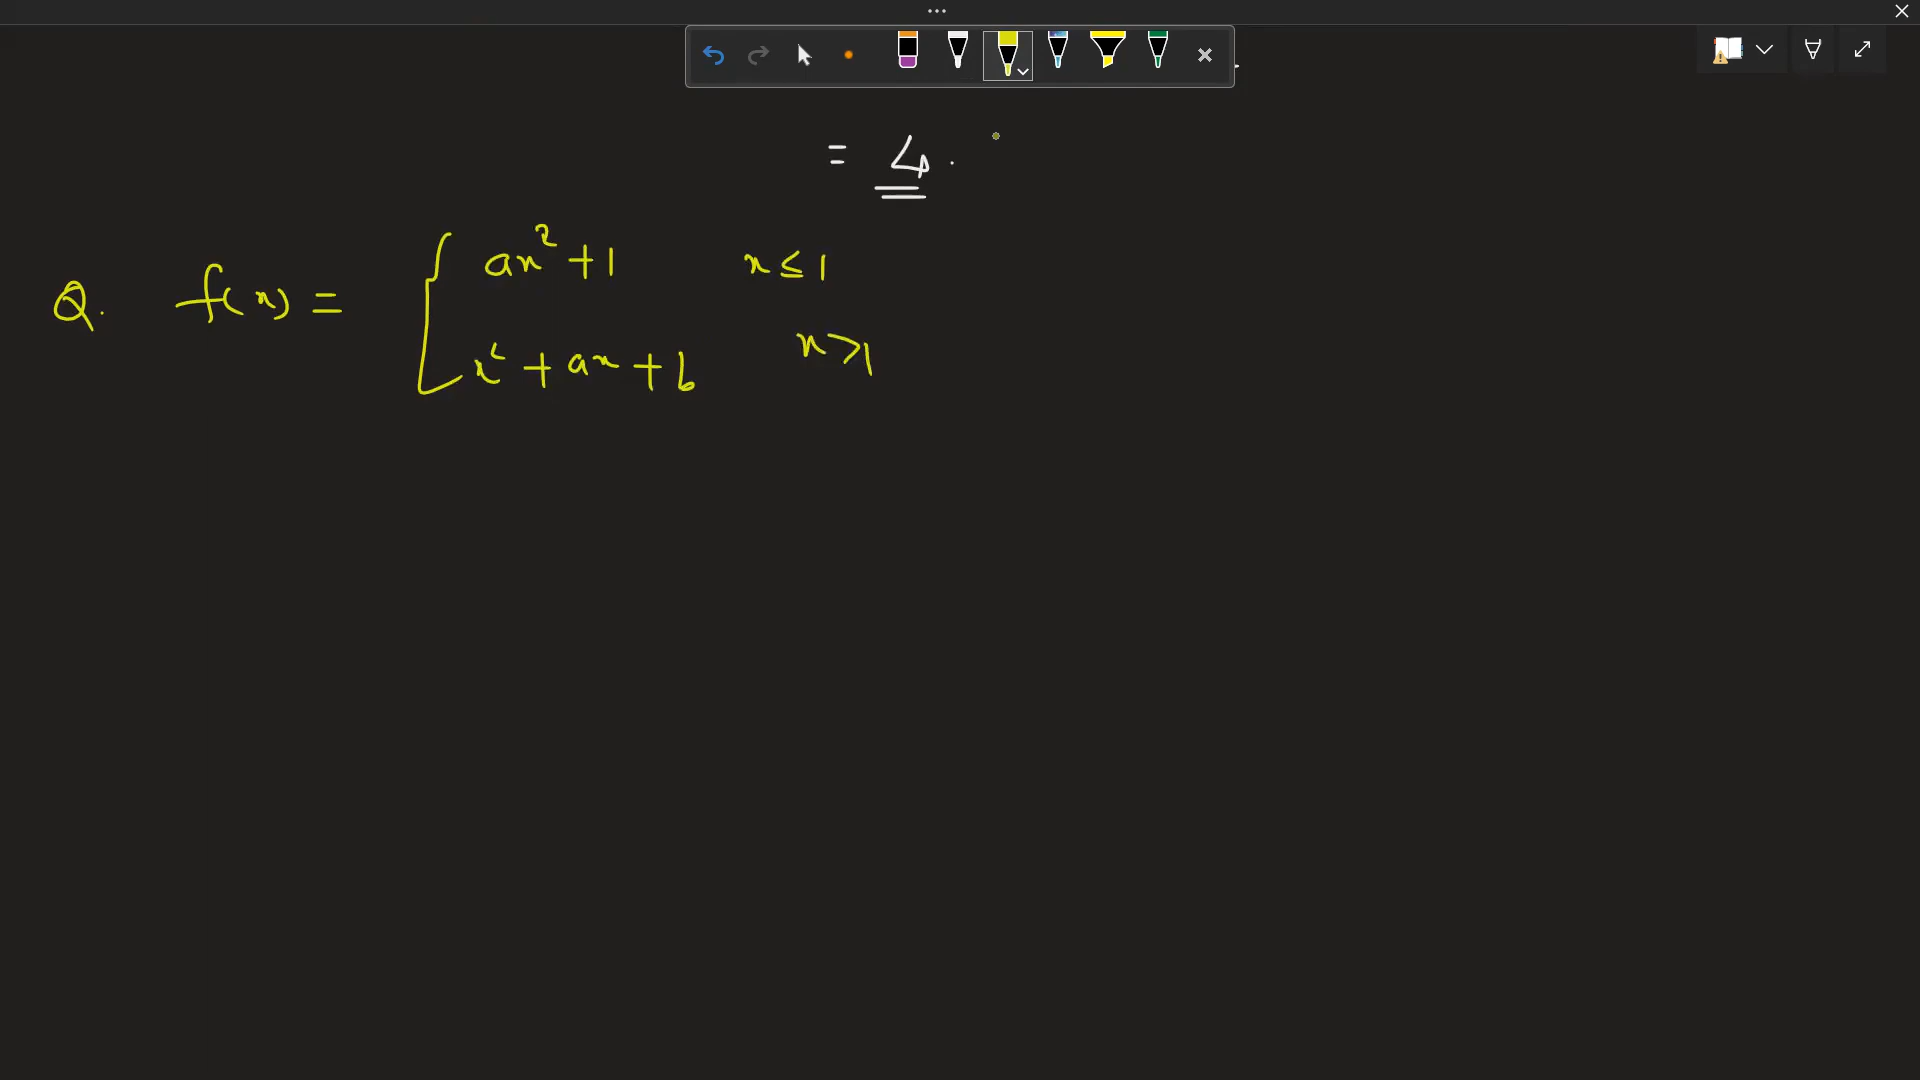 = 4.
Q. f(x) = { ax² + 1    x ≤ 1
x² + ax + b    x > 1